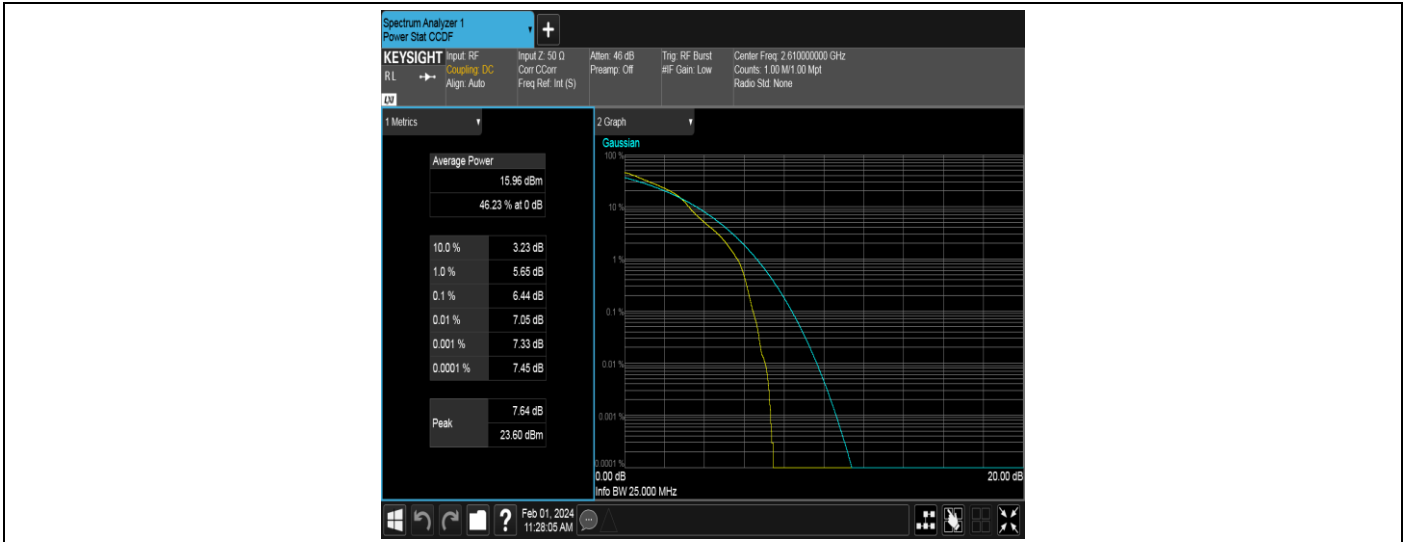 Spectrum Analyzer 1
Power Stat CCDF
+
KEYSIGHT Input: RF Input Z: 50 Ω Atten: 46 dB Trig: RF Burst Center Freq: 2.610000000 GHz
RL Coupling: DC Corr CCorr Preamp: Off #IF Gain: Low Counts: 1.00 M/1.00 Mpt
Align: Auto Freq Ref: Int (S) Radio Std: None
LXI
1 Metrics
Average Power
15.96 dBm
46.23 % at 0 dB
10.0 % 3.23 dB
1.0 % 5.65 dB
0.1 % 6.44 dB
0.01 % 7.05 dB
0.001 % 7.33 dB
0.0001 % 7.45 dB
Peak 7.64 dB
23.60 dBm
2 Graph
Gaussian
100 %
10 %
1 %
0.1 %
0.01 %
0.001 %
0.0001 %
0.00 dB 20.00 dB
Info BW 25.000 MHz
? Feb 01, 2024
11:28:05 AM